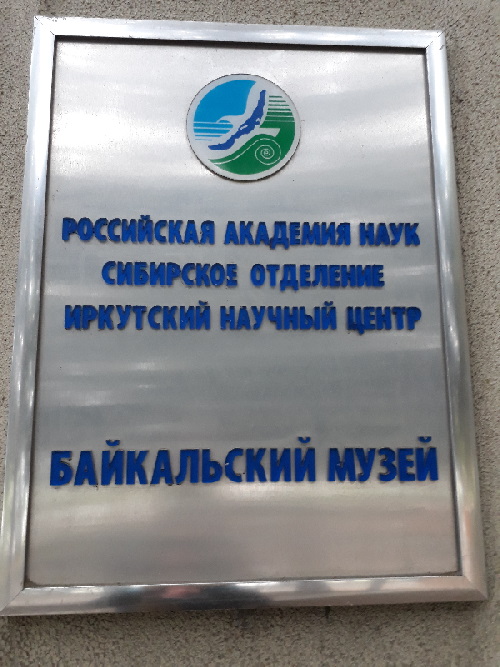 РОССИЙСКАЯ АКАДЕМИЯ НАУК
СИБИРСКОЕ ОТДЕЛЕНИЕ
ИРКУТСКИЙ НАУЧНЫЙ ЦЕНТР
БАЙКАЛЬСКИЙ МУЗЕЙ